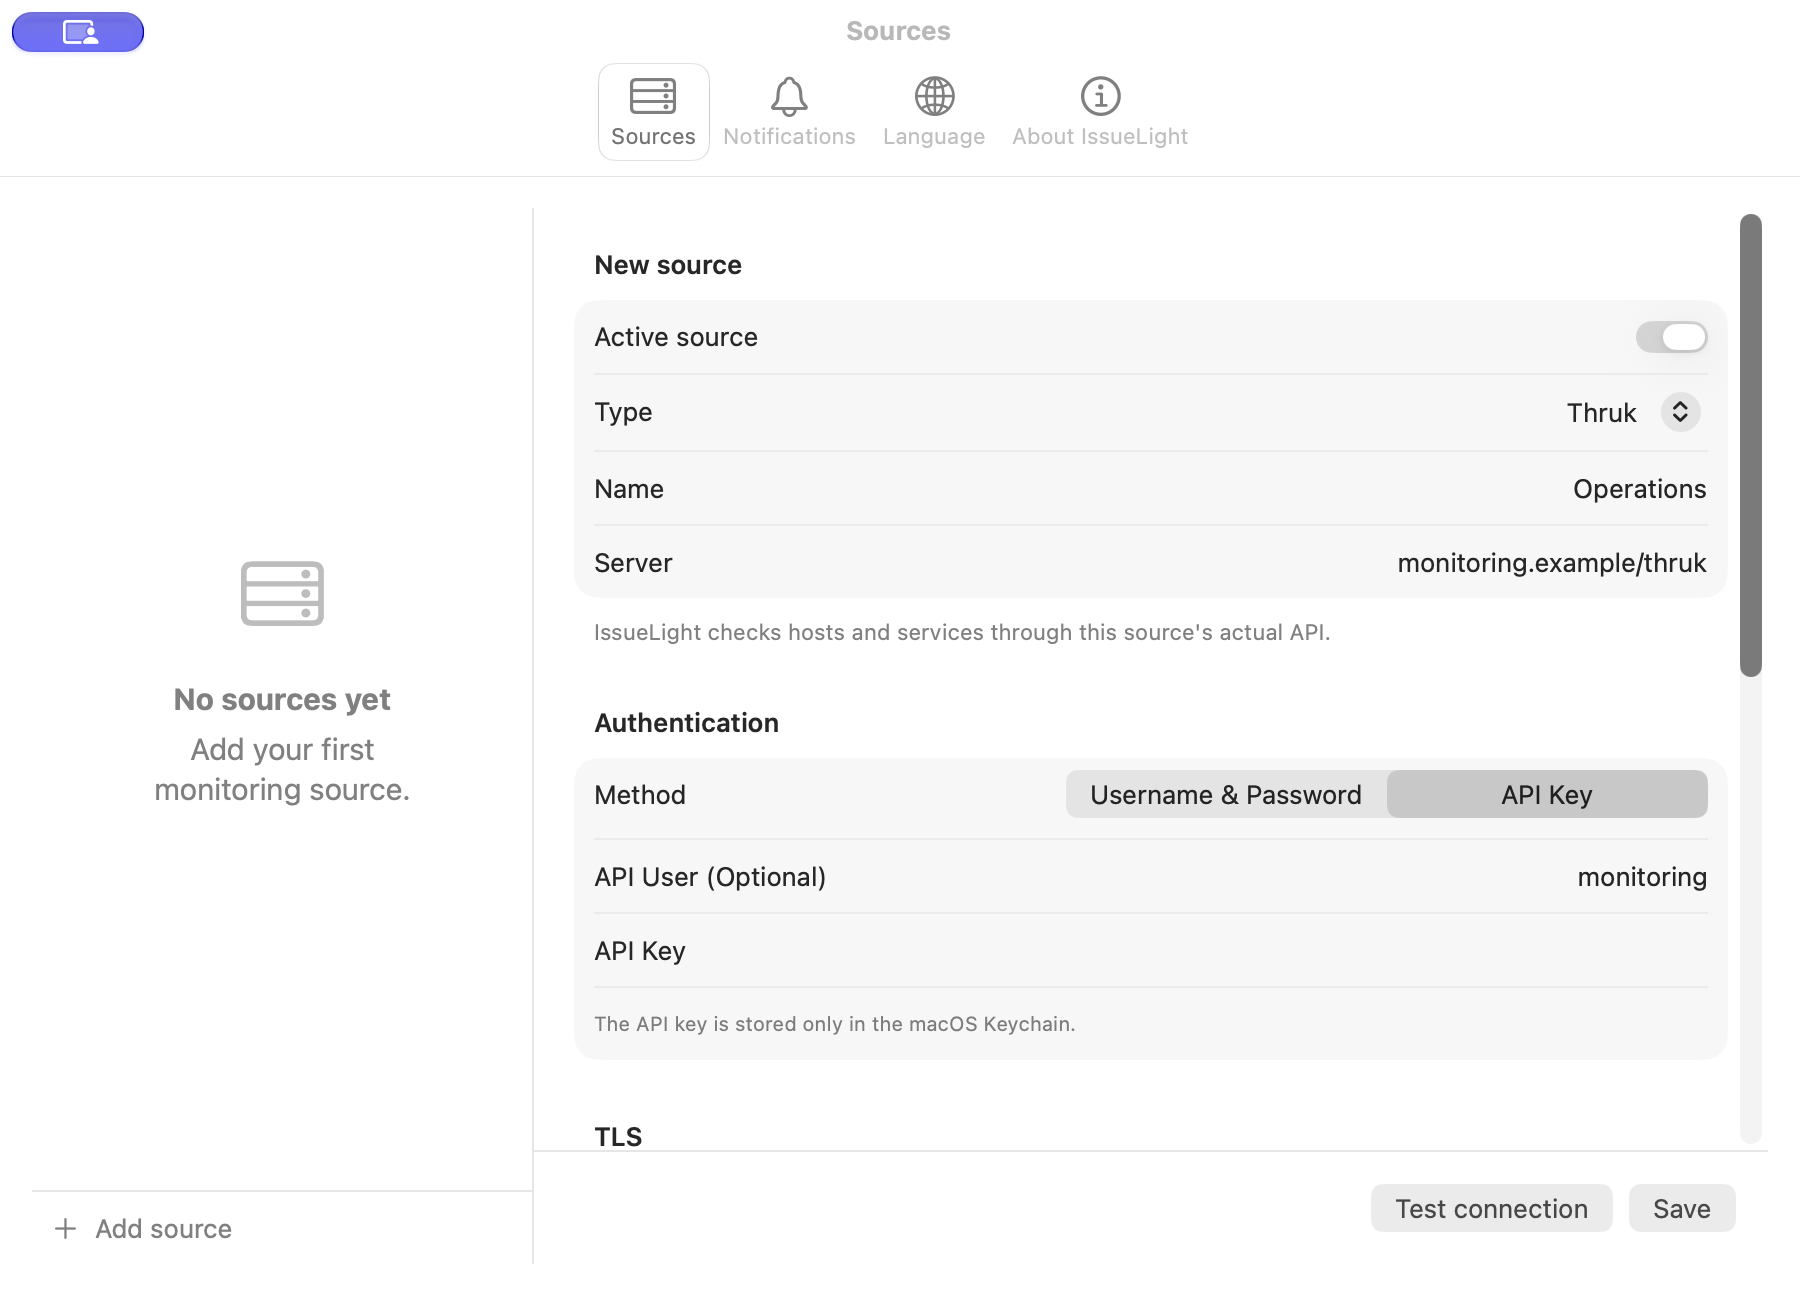 Sources
Sources
Notifications
Language
About IssueLight
No sources yet
Add your first
monitoring source.
Add source
New source
Active source
Type
Thruk
Name
Operations
Server
monitoring.example/thruk
IssueLight checks hosts and services through this source's actual API.
Authentication
Method
Username & Password
API Key
API User (Optional)
monitoring
API Key
The API key is stored only in the macOS Keychain.
TLS
Test connection
Save